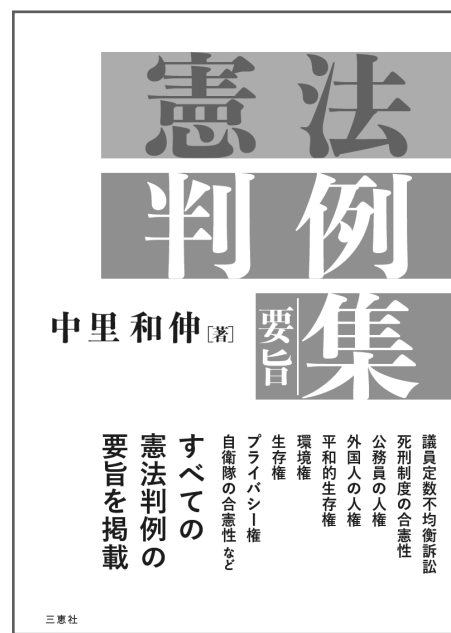 憲法
判例
要旨集
中里和伸[著]
議員定数不均衡訴訟
死刑制度の合憲性
公務員の人権
外国人の人権
平和的生存権
環境権
生存権
プライバシー権
自衛隊の合憲性など
すべての
憲法判例の
要旨を掲載
三恵社